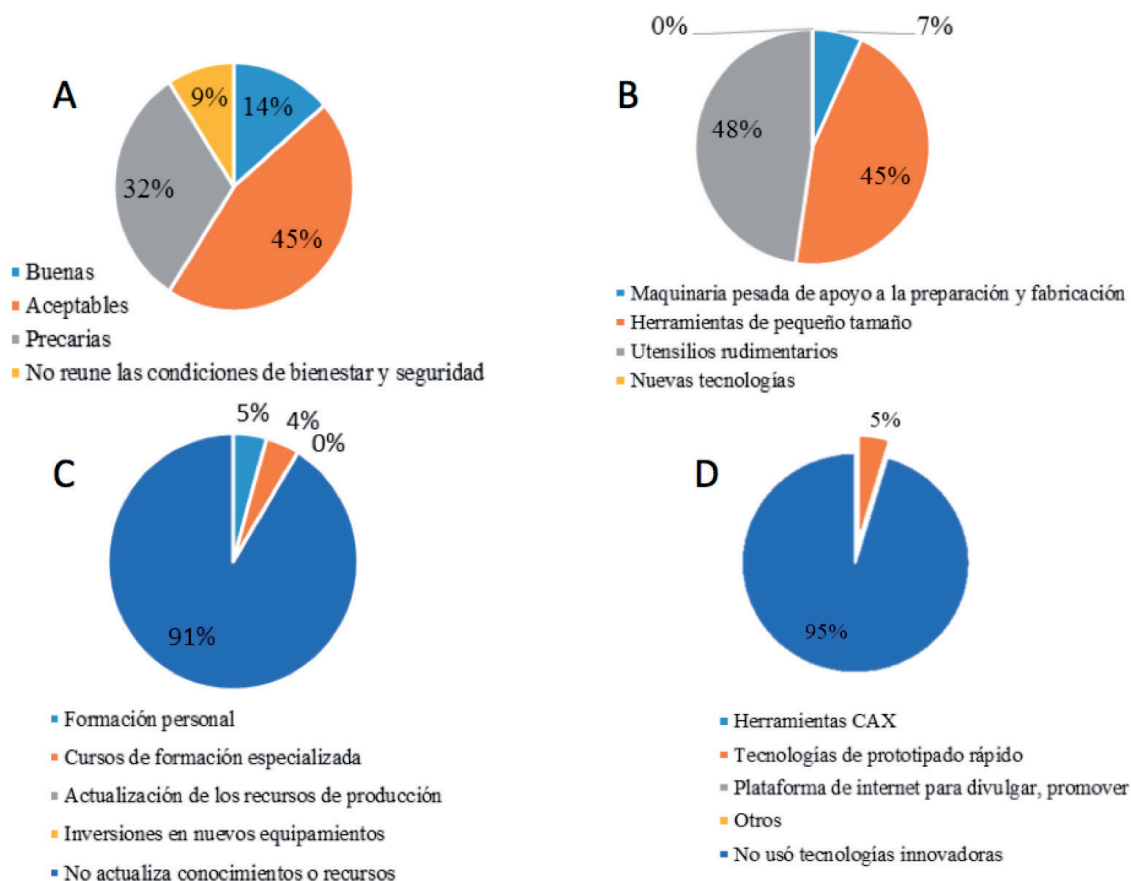 A
9%
14%
32%
45%
Buenas
Aceptables
Precarias
No reune las condiciones de bienestar y seguridad
B
0%
7%
48%
45%
Maquinaria pesada de apoyo a la preparación y fabricación
Herramientas de pequeño tamaño
Utensilios rudimentarios
Nuevas tecnologías
C
5%
4%
0%
91%
Formación personal
Cursos de formación especializada
Actualización de los recursos de producción
Inversiones en nuevos equipamientos
No actualiza conocimientos o recursos
D
5%
95%
Herramientas CAX
Tecnologías de prototipado rápido
Plataforma de internet para divulgar, promover
Otros
No usó tecnologías innovadoras